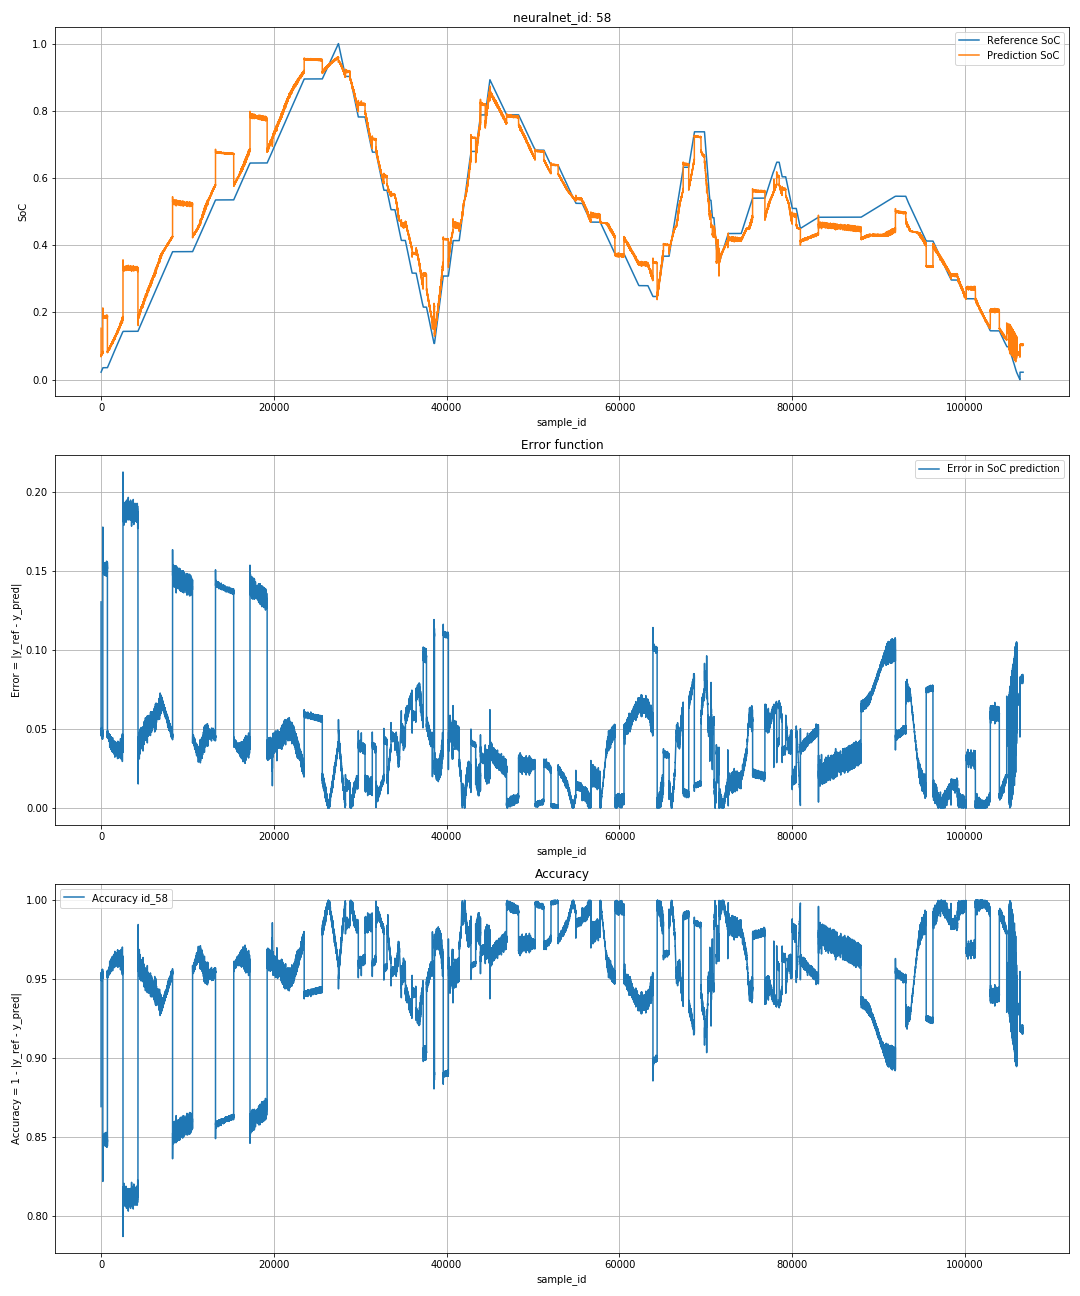 neuralnet_id: 58
Reference SoC
Prediction SoC
1.0
0.8
0.6
0.4
0.2
0.0
SoC
0
20000
40000
60000
80000
100000
sample_id
Error function
Error in SoC prediction
0.20
0.15
0.10
0.05
0.00
Error = |y_ref - y_pred|
0
20000
40000
60000
80000
100000
sample_id
Accuracy
Accuracy id_58
1.00
0.95
0.90
0.85
0.80
Accuracy = 1 - |y_ref - y_pred|
0
20000
40000
60000
80000
100000
sample_id